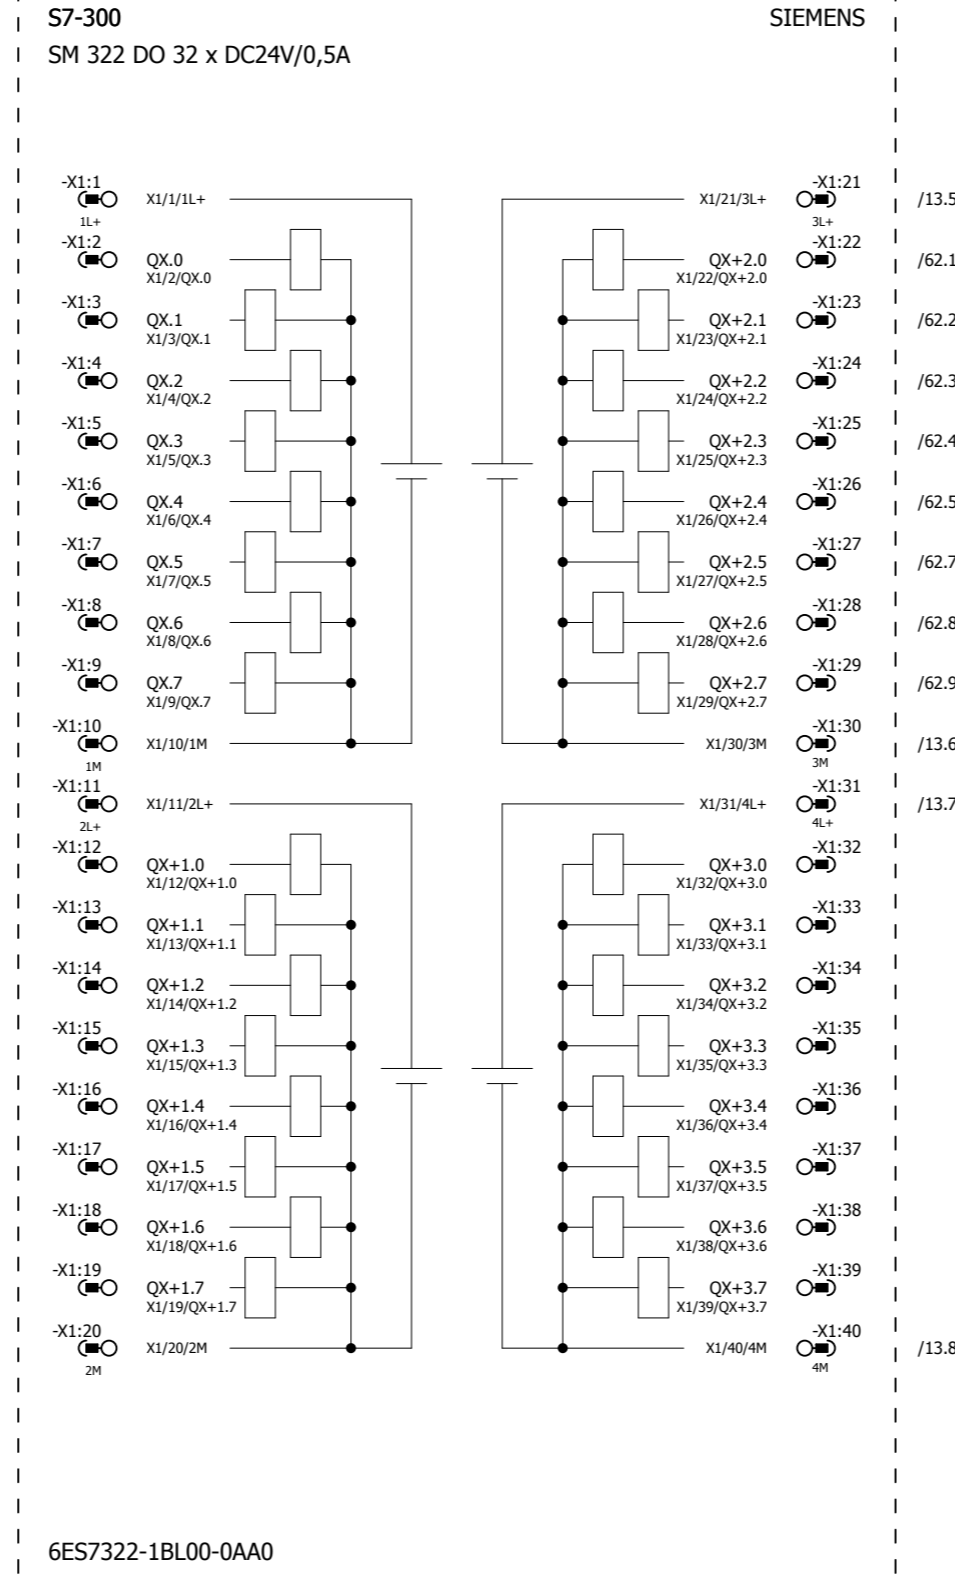 S7-300 SIEMENS
SM 322 DO 32 x DC24V/0,5A
-X1:1 -X1:21
X1/1/1L+ X1/21/3L+ /13.5
1L+ 3L+
-X1:2 -X1:22
QX.0 QX+2.0 /62.1
X1/2/QX.0 X1/22/QX+2.0
-X1:3 -X1:23
QX.1 QX+2.1 /62.2
X1/3/QX.1 X1/23/QX+2.1
-X1:4 -X1:24
QX.2 QX+2.2 /62.3
X1/4/QX.2 X1/24/QX+2.2
-X1:5 -X1:25
QX.3 QX+2.3 /62.4
X1/5/QX.3 X1/25/QX+2.3
-X1:6 -X1:26
QX.4 QX+2.4 /62.5
X1/6/QX.4 X1/26/QX+2.4
-X1:7 -X1:27
QX.5 QX+2.5 /62.7
X1/7/QX.5 X1/27/QX+2.5
-X1:8 -X1:28
QX.6 QX+2.6 /62.8
X1/8/QX.6 X1/28/QX+2.6
-X1:9 -X1:29
QX.7 QX+2.7 /62.9
X1/9/QX.7 X1/29/QX+2.7
-X1:10 -X1:30
X1/10/1M X1/30/3M /13.6
1M 3M
-X1:11 -X1:31
X1/11/2L+ X1/31/4L+ /13.7
2L+ 4L+
-X1:12 -X1:32
QX+1.0 QX+3.0
X1/12/QX+1.0 X1/32/QX+3.0
-X1:13 -X1:33
QX+1.1 QX+3.1
X1/13/QX+1.1 X1/33/QX+3.1
-X1:14 -X1:34
QX+1.2 QX+3.2
X1/14/QX+1.2 X1/34/QX+3.2
-X1:15 -X1:35
QX+1.3 QX+3.3
X1/15/QX+1.3 X1/35/QX+3.3
-X1:16 -X1:36
QX+1.4 QX+3.4
X1/16/QX+1.4 X1/36/QX+3.4
-X1:17 -X1:37
QX+1.5 QX+3.5
X1/17/QX+1.5 X1/37/QX+3.5
-X1:18 -X1:38
QX+1.6 QX+3.6
X1/18/QX+1.6 X1/38/QX+3.6
-X1:19 -X1:39
QX+1.7 QX+3.7
X1/19/QX+1.7 X1/39/QX+3.7
-X1:20 -X1:40
X1/20/2M X1/40/4M /13.8
2M 4M
6ES7322-1BL00-0AA0